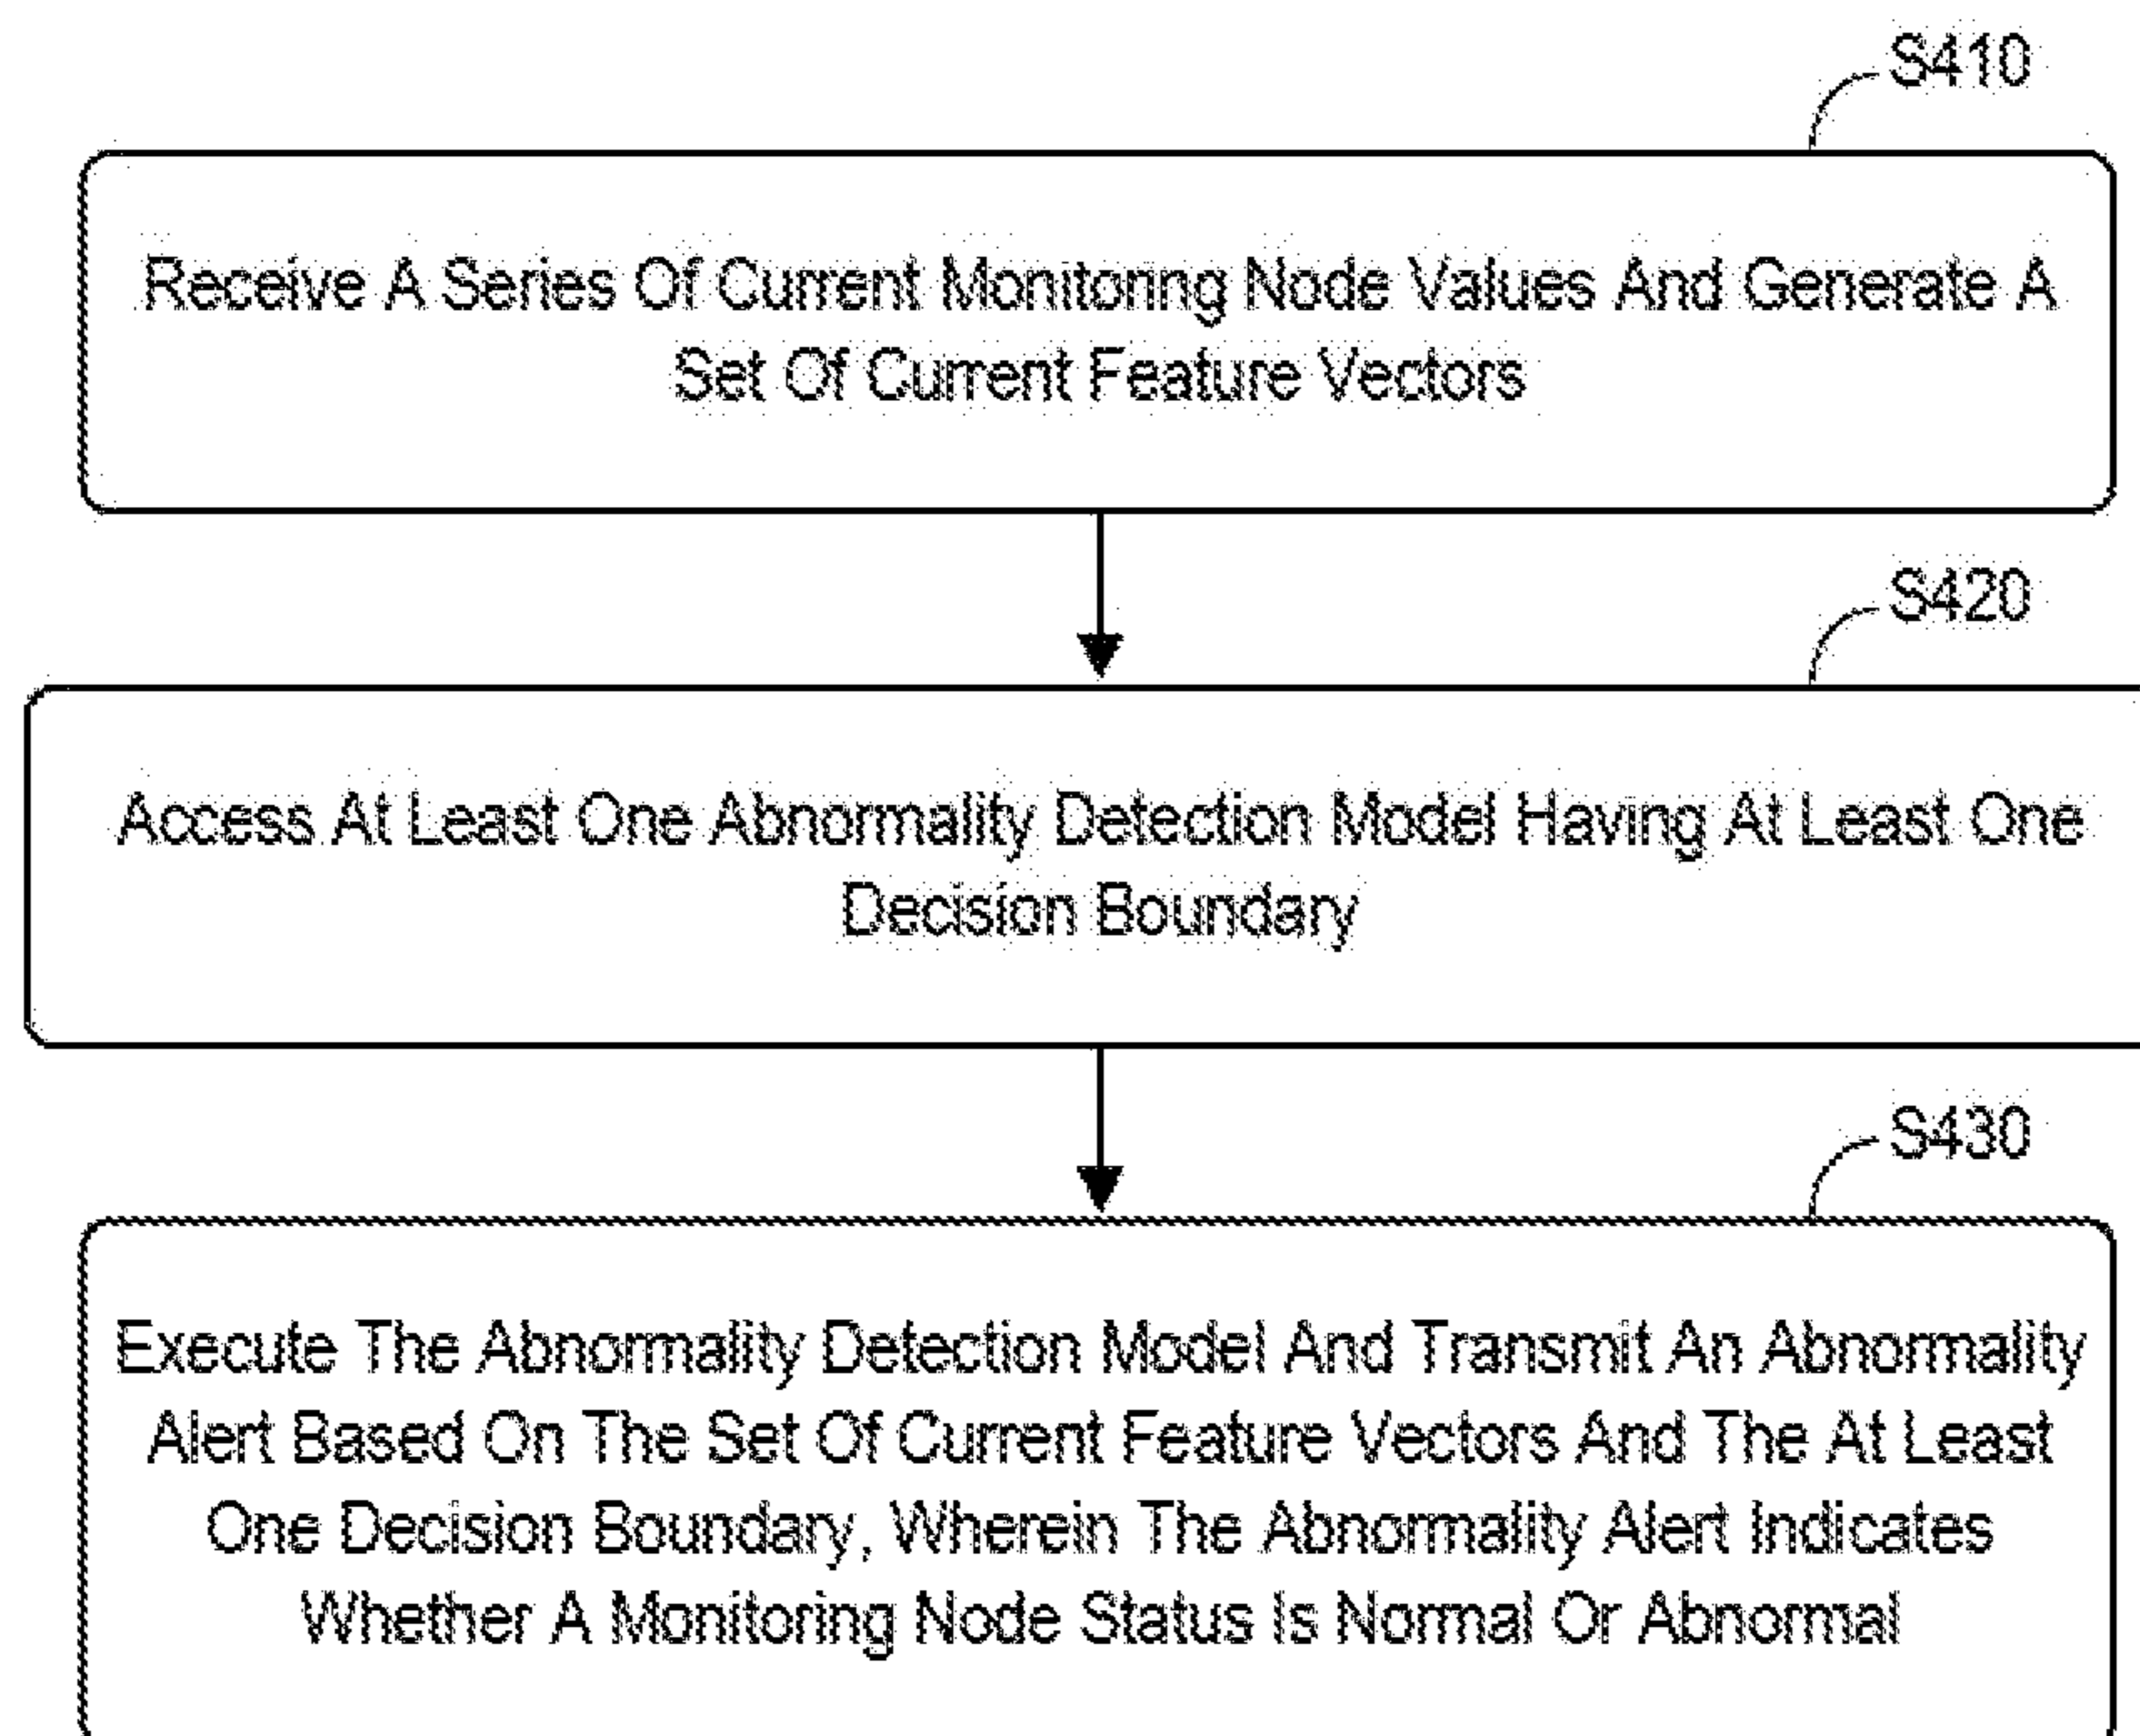 S410
Receive A Series Of Current Monitoring Node Values And Generate A
Set Of Current Feature Vectors
S420
Access At Least One Abnormality Detection Model Having At Least One
Decision Boundary
S430
Execute The Abnormality Detection Model And Transmit An Abnormality
Alert Based On The Set Of Current Feature Vectors And The At Least
One Decision Boundary, Wherein The Abnormality Alert Indicates
Whether A Monitoring Node Status Is Normal Or Abnormal